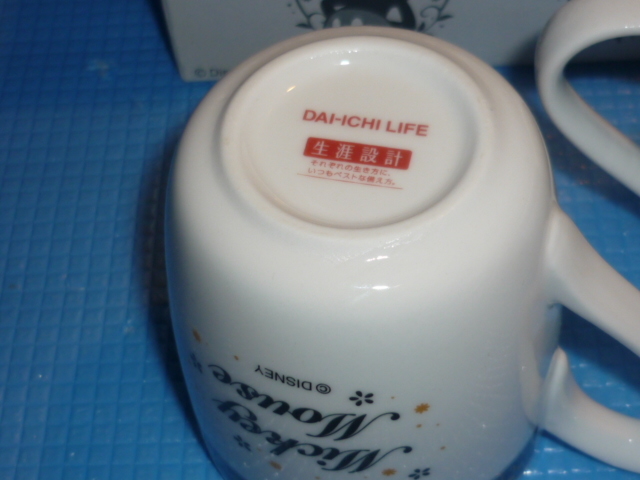 DAI-ICHI LIFE
生涯設計
それぞれの生き方に、
いつもベストな備え方。
© DISNEY
Mickey
Mouse